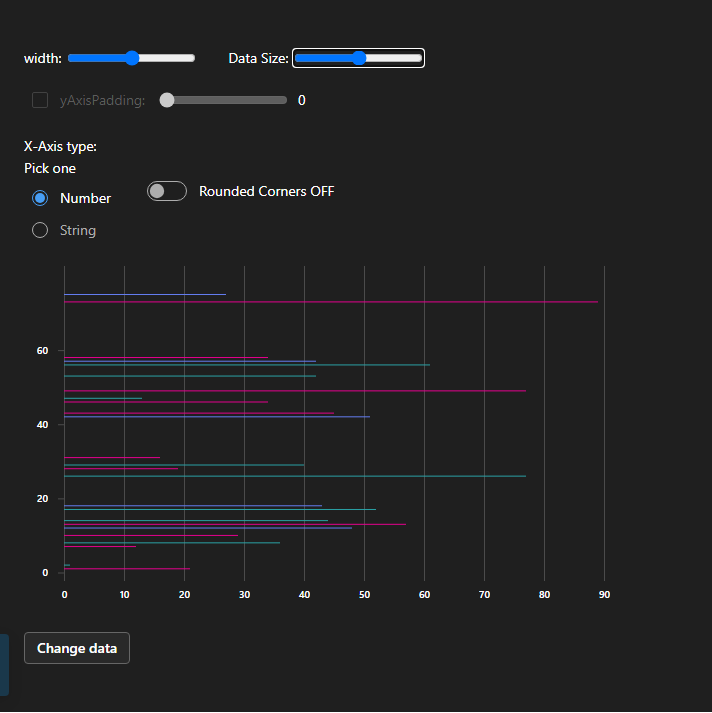 width: Data Size:
yAxisPadding: 0
X-Axis type:
Pick one
Number
Rounded Corners OFF
String
60
40
20
0
0 10 20 30 40 50 60 70 80 90
Change data